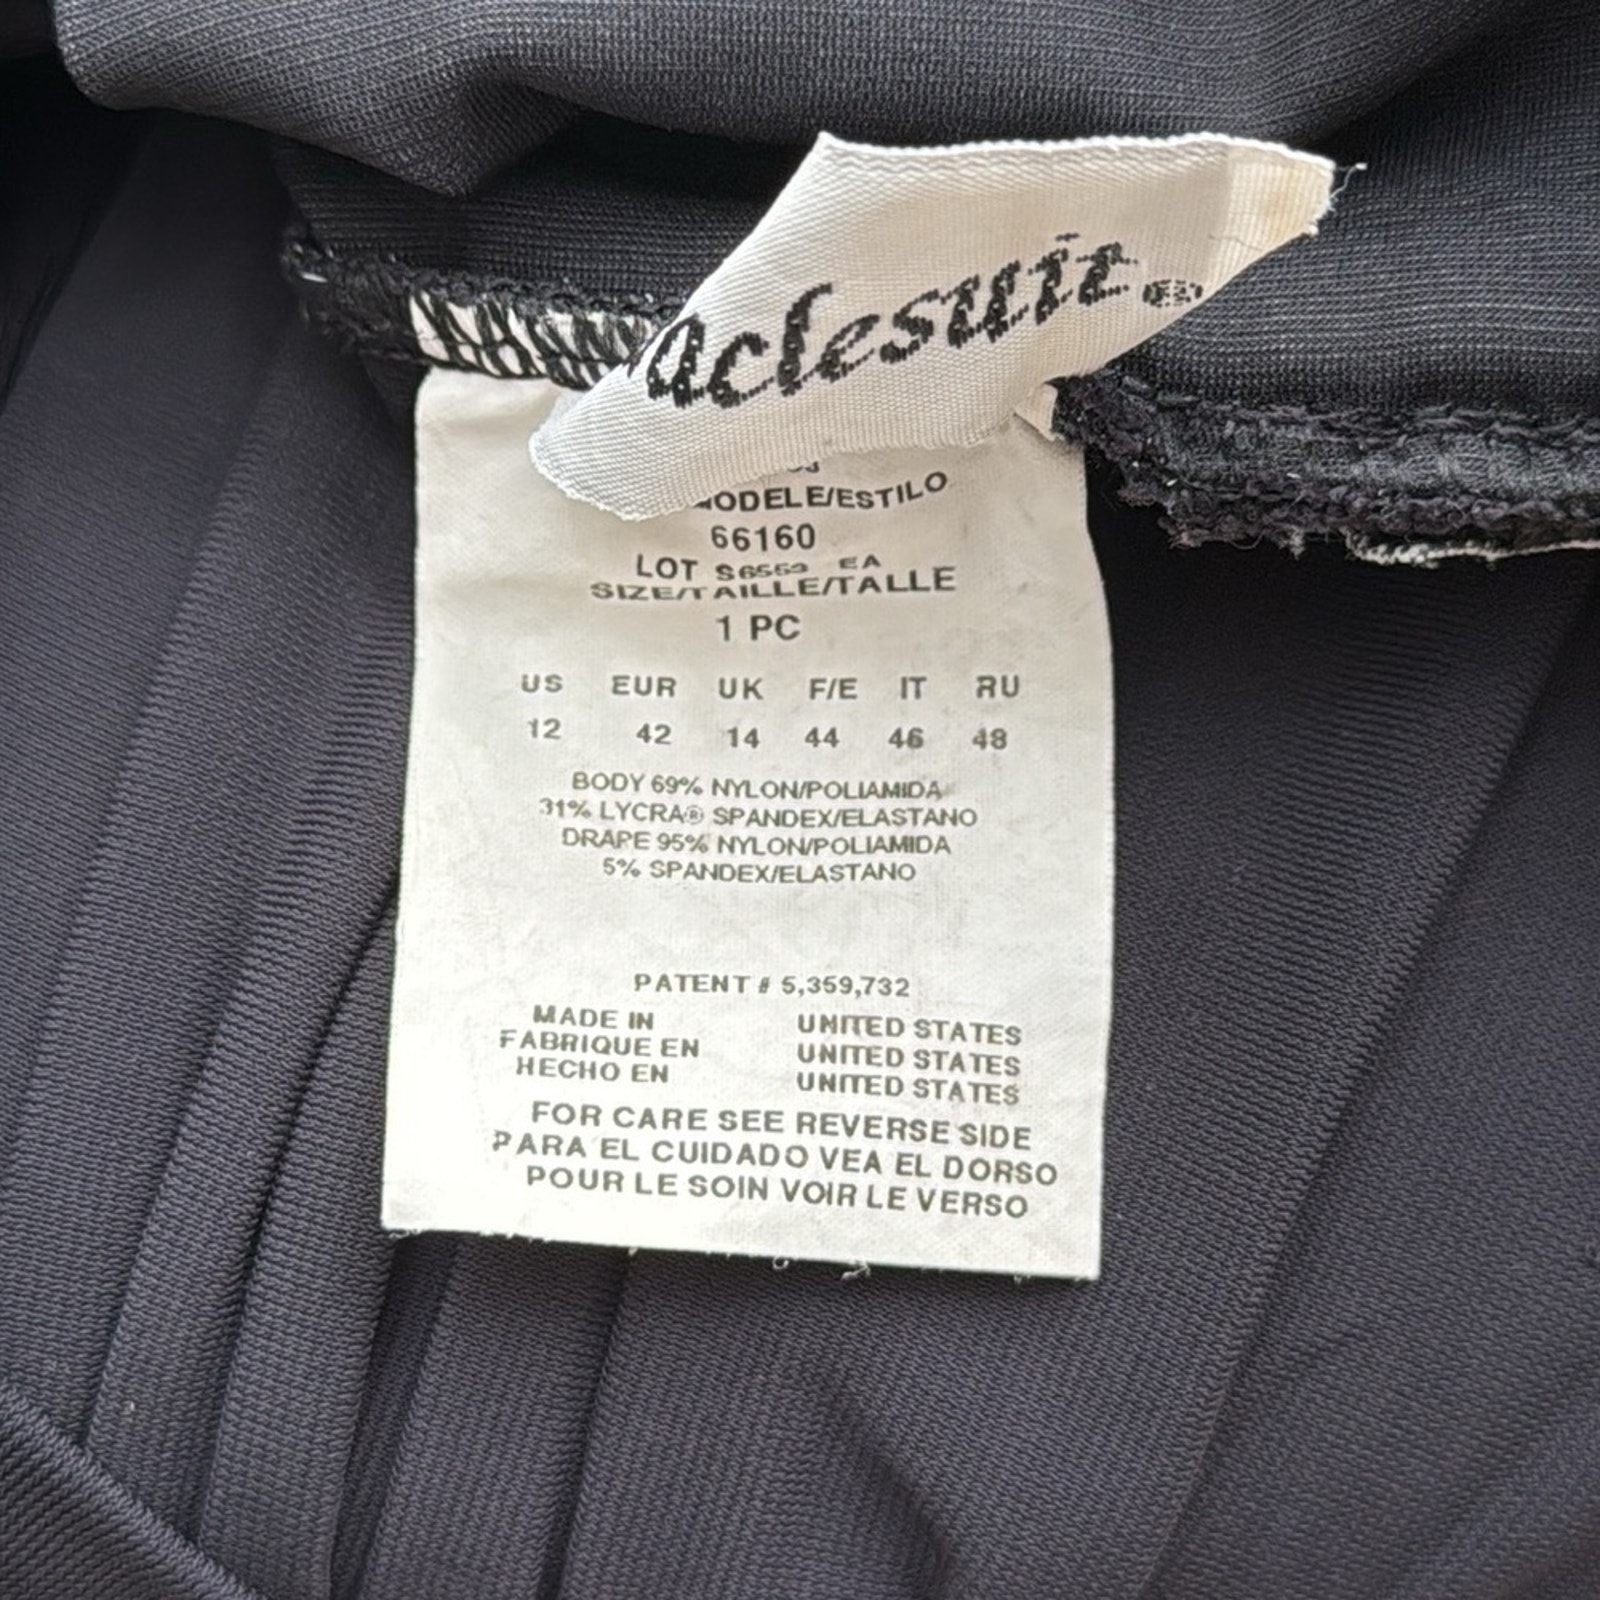 aclesuit®
MODELE/ESTILO
66160
LOT S6553 EA
SIZE/TAILLE/TALLE
1 PC
US EUR UK F/E IT RU
12 42 14 44 46 48
BODY 69% NYLON/POLIAMIDA
31% LYCRA® SPANDEX/ELASTANO
DRAPE 95% NYLON/POLIAMIDA
5% SPANDEX/ELASTANO
PATENT # 5,359,732
MADE IN UNITED STATES
FABRIQUE EN UNITED STATES
HECHO EN UNITED STATES
FOR CARE SEE REVERSE SIDE
PARA EL CUIDADO VEA EL DORSO
POUR LE SOIN VOIR LE VERSO